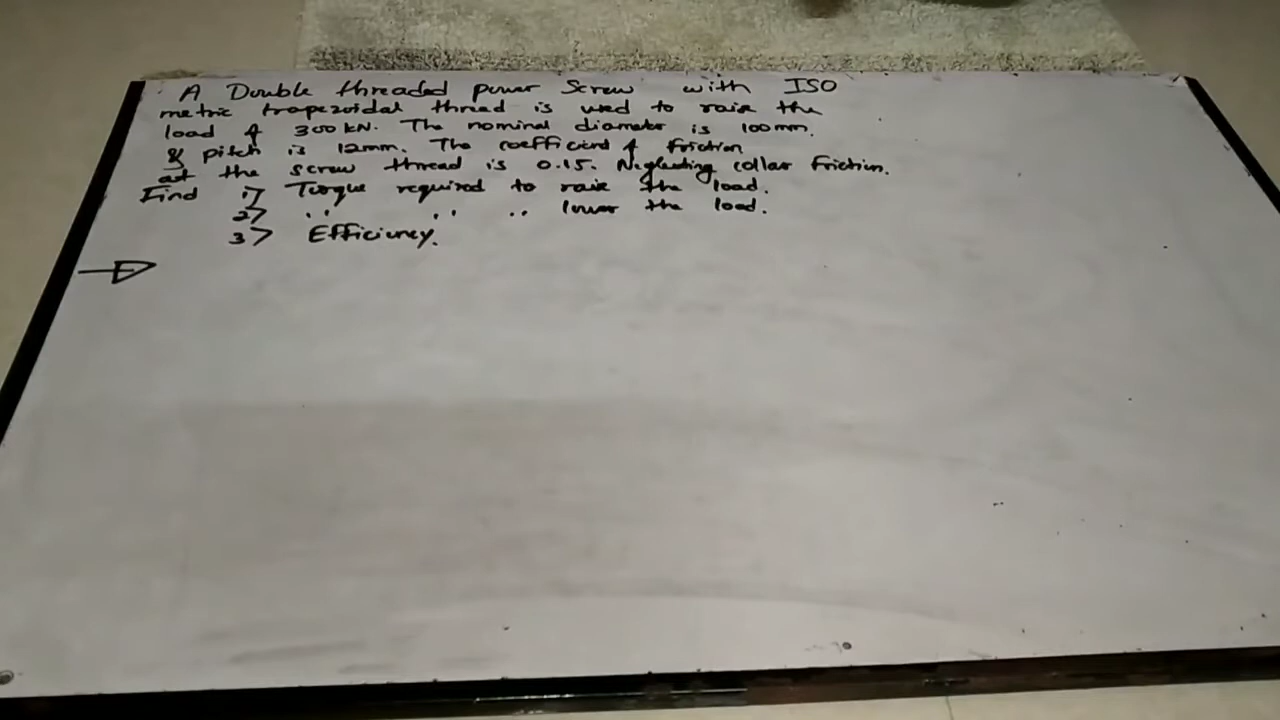 A Double threaded power Screw with ISO
metric trapezoidal thread is used to raise the
load of 300 kN. The nominal diameter is 100mm.
& pitch is 12mm. The coefficient of friction
at the screw thread is 0.15. Neglecting collar friction.
Find 1> Torque required to raise the load.
2> ,, ,, ,, lower the load.
3> Efficiency.